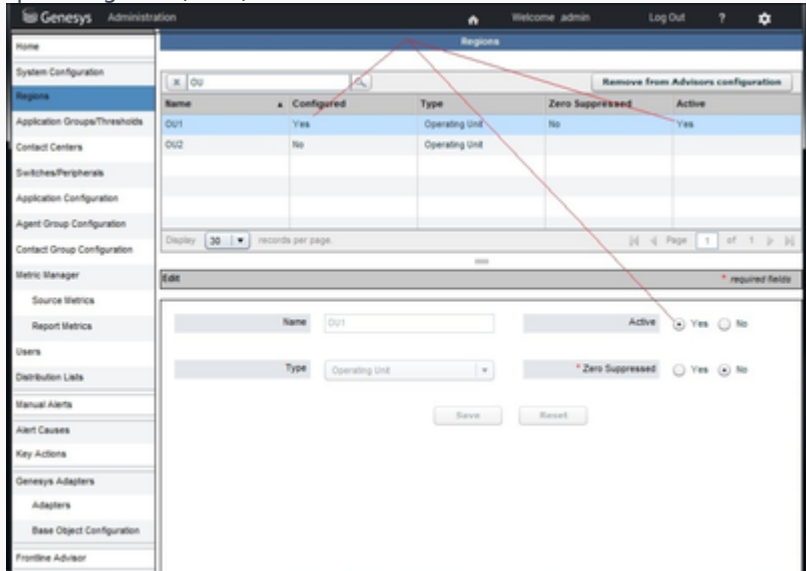 Genesys Administration Welcome admin Log Out ?
Home
System Configuration
Regions
Application Groups/Thresholds
Contact Centers
Switches/Peripherals
Application Configuration
Agent Group Configuration
Contact Group Configuration
Metric Manager
Source Metrics
Report Metrics
Users
Distribution Lists
Manual Alerts
Alert Causes
Key Actions
Genesys Adapters
Adapters
Base Object Configuration
Frontline Advisor
Regions
x OU Remove from Advisors configuration
Name Configured Type Zero Suppressed Active
OU1 Yes Operating Unit No Yes
OU2 No Operating Unit
Display 30 records per page. Page 1 of 1
Edit * required fields
Name OU1 Active Yes No
Type Operating Unit * Zero Suppressed Yes No
Save Reset